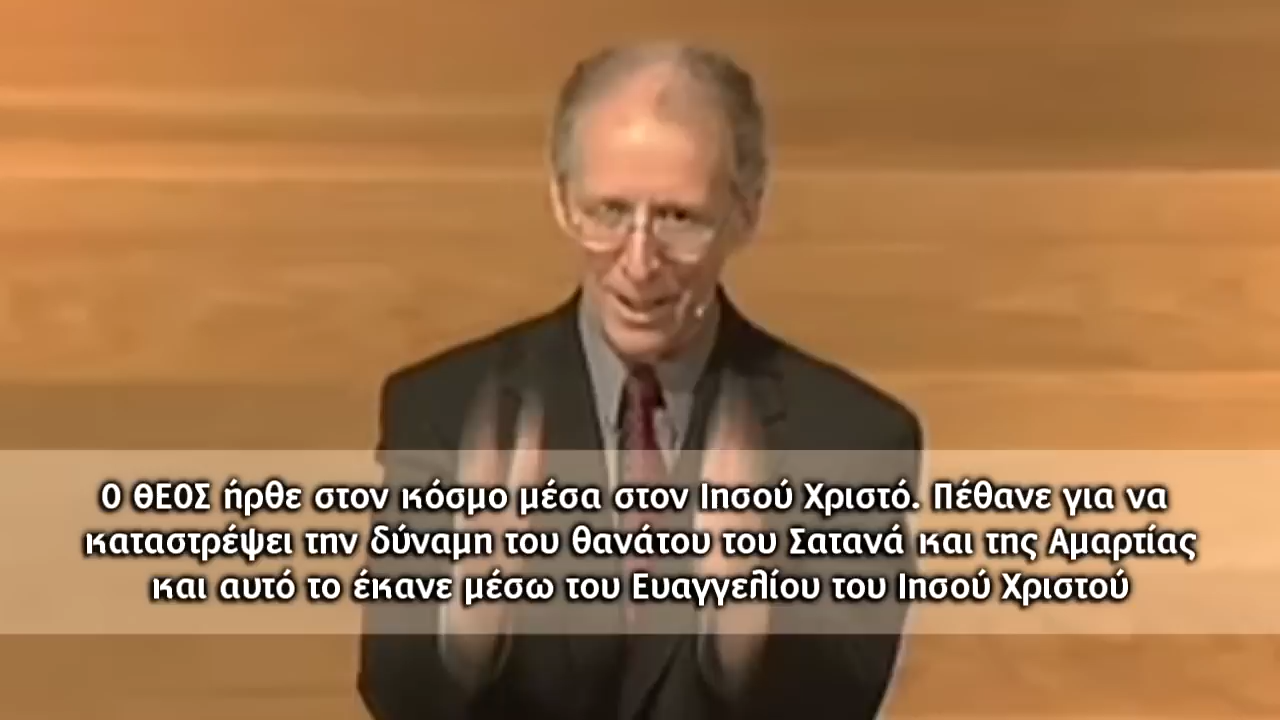 Ο ΘΕΟΣ ήρθε στον κόσμο μέσα στον Ιησού Χριστό. Πέθανε για να
καταστρέψει την δύναμη του θανάτου του Σατανά και της Αμαρτίας
και αυτό το έκανε μέσω του Ευαγγελίου του Ιησού Χριστού